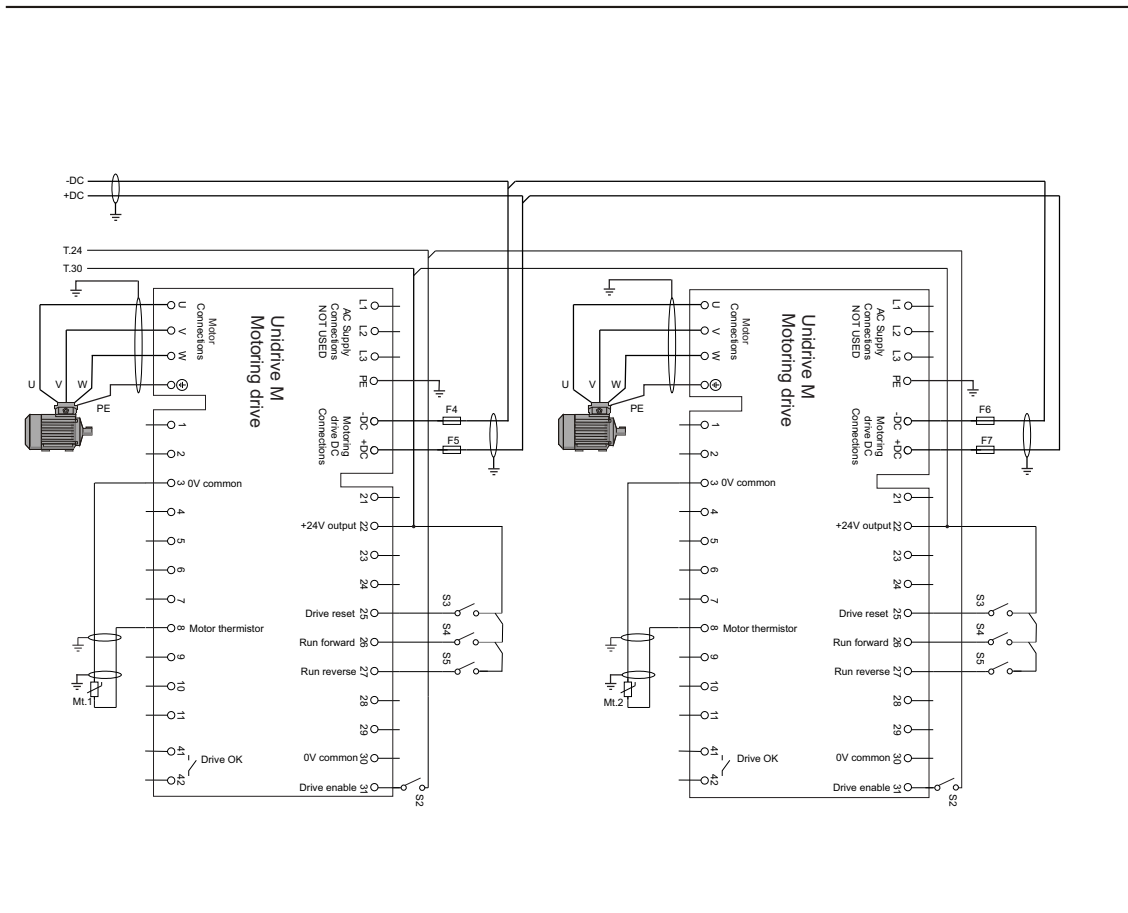 -DC
+DC
T.24
T.30
U
V
W
Motor
Connections
Unidrive M
Motoring drive
AC Supply
Connections
NOT USED
L1
L2
L3
PE
U V W
PE
-DC
+DC
Motoring
drive DC
Connections
F4
F5
1
2
3 0V common
4
5
6
7
8 Motor thermistor
9
10
11
41
42
Drive OK
Mt.1
21
+24V output 22
23
24
Drive reset 25
Run forward 26
Run reverse 27
28
29
0V common 30
Drive enable 31
S3
S4
S5
S2
U
V
W
Motor
Connections
Unidrive M
Motoring drive
AC Supply
Connections
NOT USED
L1
L2
L3
PE
U V W
PE
-DC
+DC
Motoring
drive DC
Connections
F6
F7
1
2
3 0V common
4
5
6
7
8 Motor thermistor
9
10
11
41
42
Drive OK
Mt.2
21
+24V output 22
23
24
Drive reset 25
Run forward 26
Run reverse 27
28
29
0V common 30
Drive enable 31
S3
S4
S5
S2